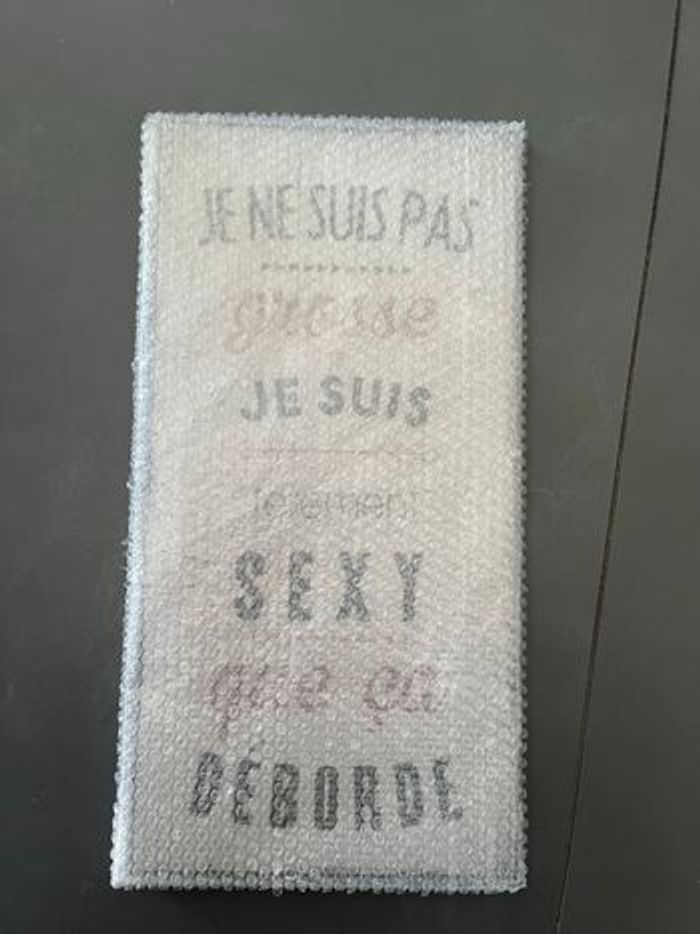 JE NE SUIS PAS
grosse
JE SUIS
tellement
SEXY
que ça
DÉBORDE